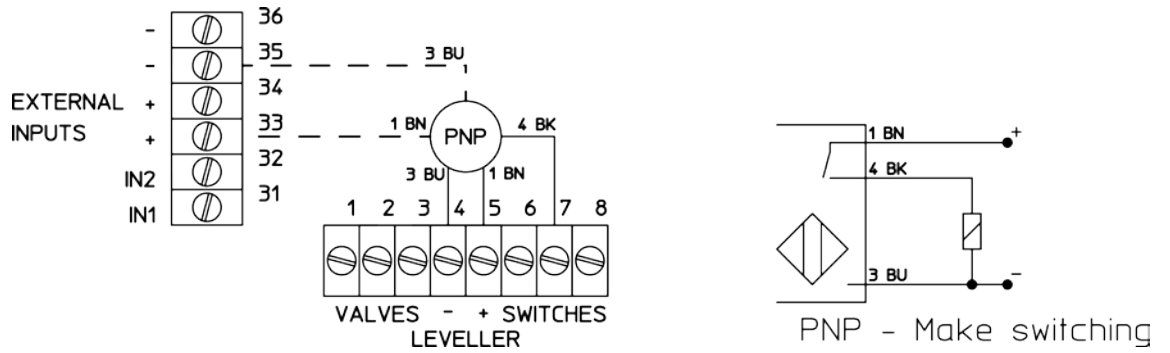 36
-
35
-
3 BU
34
EXTERNAL +
INPUTS
33
+
1 BN
PNP
4 BK
32
IN2
3 BU
1 BN
31
IN1
1 2 3 4 5 6 7 8
VALVES - + SWITCHES
LEVELLER
1 BN
+
4 BK
3 BU
-
PNP - Make switching